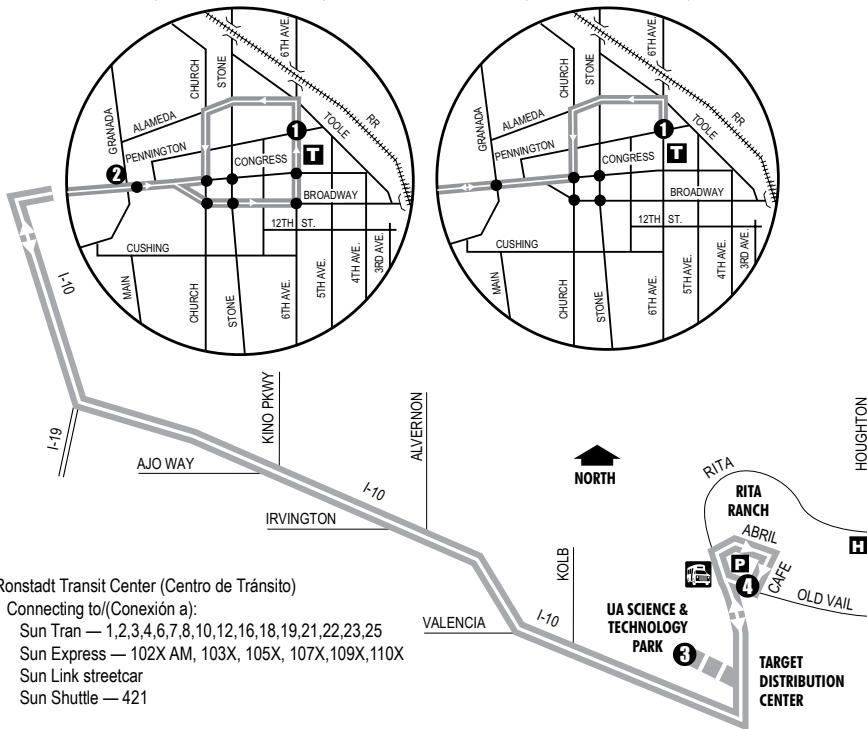 6TH AVE.
CHURCH
STONE
RR
GRANADA
ALAMEDA
TOOLE
1
PENNINGTON
T
CONGRESS
2
BROADWAY
12TH ST.
CUSHING
MAIN
CHURCH
STONE
6TH AVE.
5TH AVE.
4TH AVE.
3RD AVE.
6TH AVE.
CHURCH
STONE
RR
GRANADA
ALAMEDA
TOOLE
1
PENNINGTON
T
CONGRESS
BROADWAY
12TH ST.
CUSHING
MAIN
CHURCH
STONE
6TH AVE.
5TH AVE.
4TH AVE.
3RD AVE.
I-10
I-19
KINO PKWY
AJO WAY
I-10
ALVERNON
IRVINGTON
NORTH
HOUGHTON
RITA
RITA
RANCH
ABRIL
H
P
4
CAFE
OLD VAIL
KOLB
VALENCIA
I-10
UA SCIENCE &
TECHNOLOGY
PARK
3
TARGET
DISTRIBUTION
CENTER
Ronstadt Transit Center (Centro de Tránsito)
Connecting to/(Conexión a):
Sun Tran — 1,2,3,4,6,7,8,10,12,16,18,19,21,22,23,25
Sun Express — 102X AM, 103X, 105X, 107X,109X,110X
Sun Link streetcar
Sun Shuttle — 421